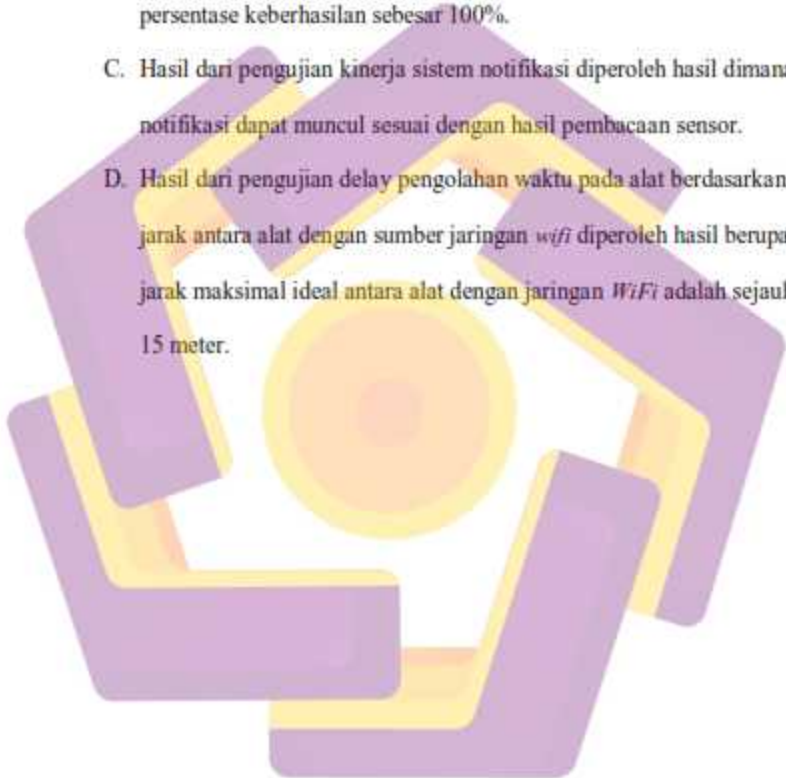 persentase keberhasilan sebesar 100%.
C. Hasil dari pengujian kinerja sistem notifikasi diperoleh hasil dimana
notifikasi dapat muncul sesuai dengan hasil pembacaan sensor.
D. Hasil dari pengujian delay pengolahan waktu pada alat berdasarkan
jarak antara alat dengan sumber jaringan wifi diperoleh hasil berupa
jarak maksimal ideal antara alat dengan jaringan WiFi adalah sejauh
15 meter.